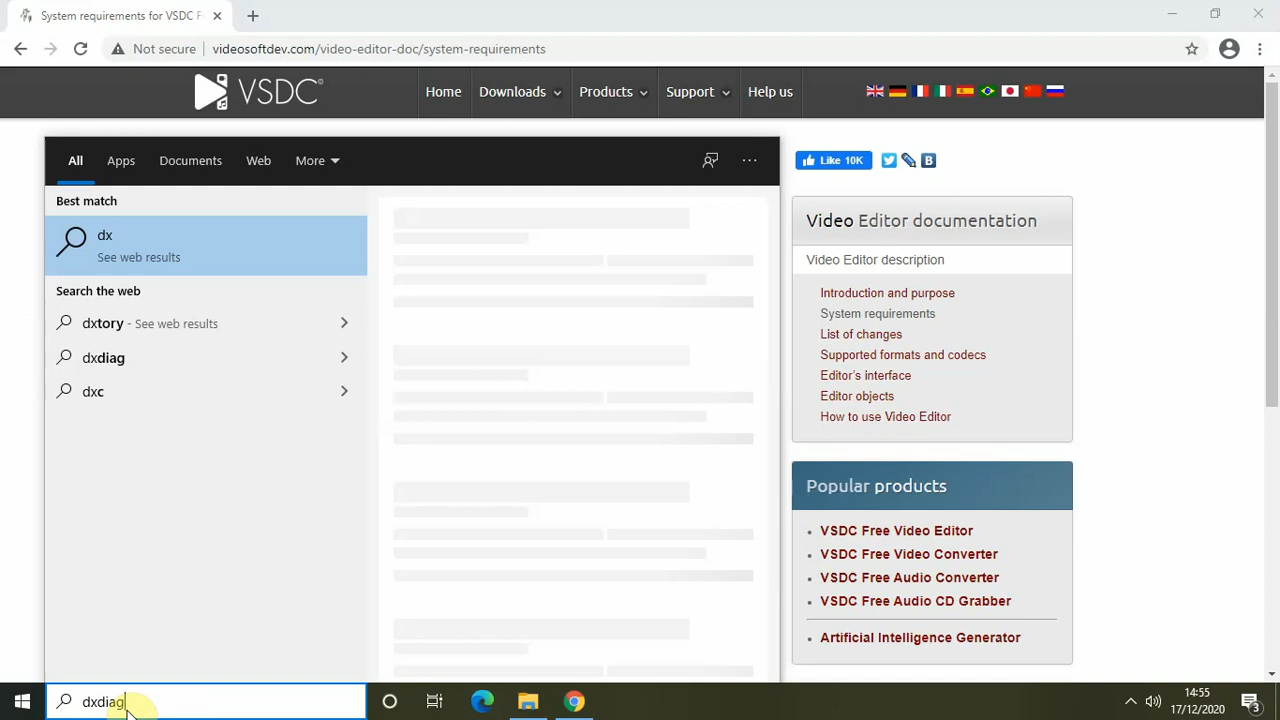 System requirements for VSDC F
Not secure
videosoftdev.com/video-editor-doc/system-requirements
VSDC©
Home
Downloads
Products
Support
Help us
All
Apps
Documents
Web
More
Best match
dx
See web results
Search the web
dxtory - See web results
dxdiag
dxc
Like 10K
Video Editor documentation
Video Editor description
Introduction and purpose
System requirements
List of changes
Supported formats and codecs
Editor's interface
Editor objects
How to use Video Editor
Popular products
VSDC Free Video Editor
VSDC Free Video Converter
VSDC Free Audio Converter
VSDC Free Audio CD Grabber
Artificial Intelligence Generator
dxdiag
14:55
17/12/2020
3